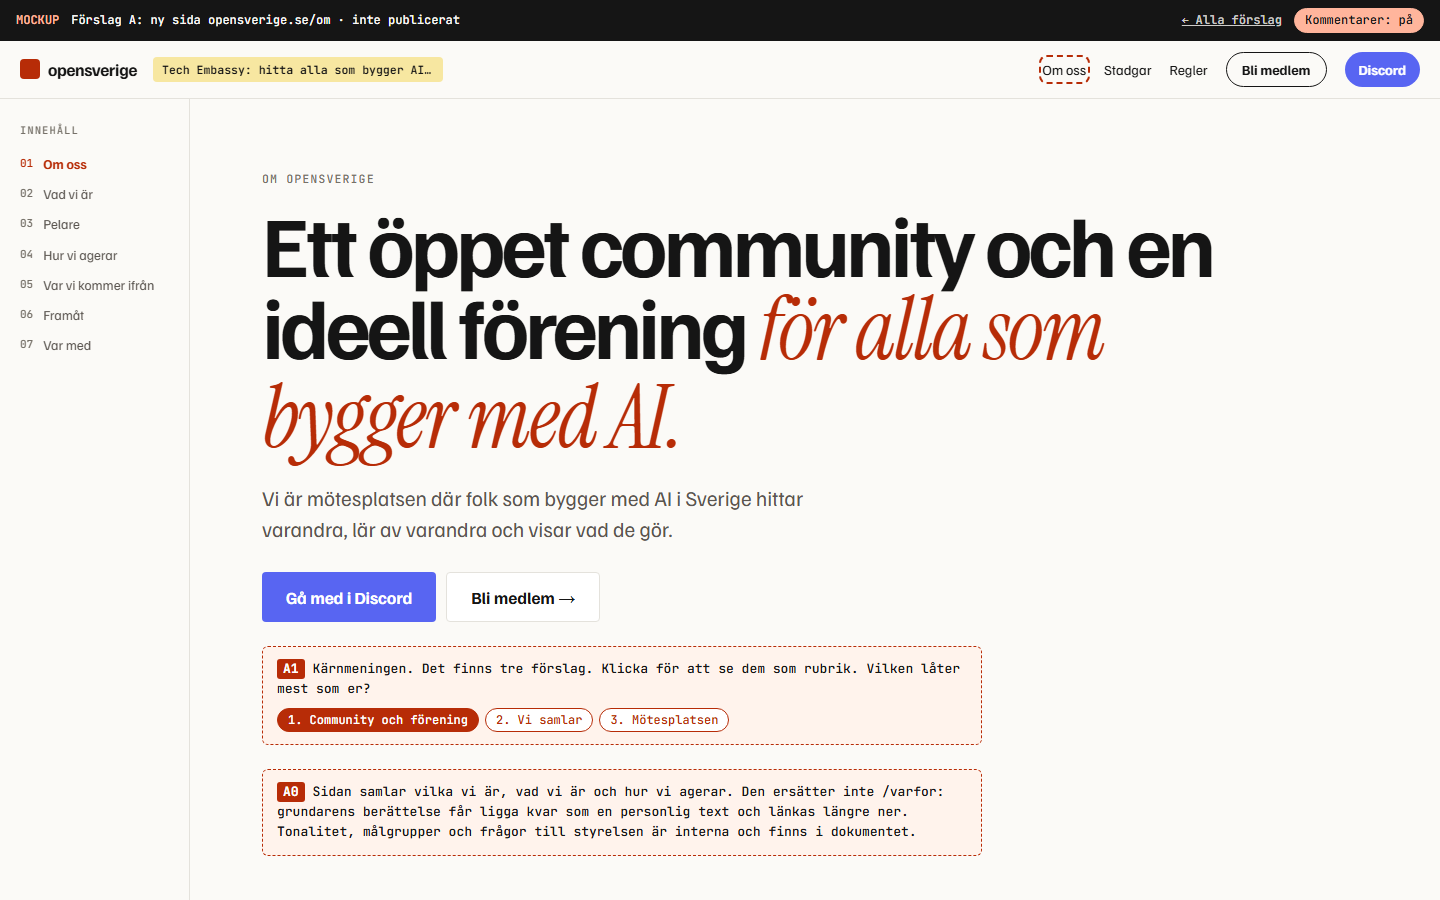 MOCKUP Förslag A: ny sida opensverige.se/om · inte publicerat
← Alla förslag
Kommentarer: på
opensverige
Tech Embassy: hitta alla som bygger AI…
Om oss
Stadgar
Regler
Bli medlem
Discord
INNEHÅLL
01 Om oss
02 Vad vi är
03 Pelare
04 Hur vi agerar
05 Var vi kommer ifrån
06 Framåt
07 Var med
OM OPENSVERIGE
Ett öppet community och en
ideell förening för alla som
bygger med AI.
Vi är mötesplatsen där folk som bygger med AI i Sverige hittar
varandra, lär av varandra och visar vad de gör.
Gå med i Discord
Bli medlem →
A1 Kärnmeningen. Det finns tre förslag. Klicka för att se dem som rubrik. Vilken låter
mest som er?
1. Community och förening
2. Vi samlar
3. Mötesplatsen
A0 Sidan samlar vilka vi är, vad vi är och hur vi agerar. Den ersätter inte /varfor:
grundarens berättelse får ligga kvar som en personlig text och länkas längre ner.
Tonalitet, målgrupper och frågor till styrelsen är interna och finns i dokumentet.